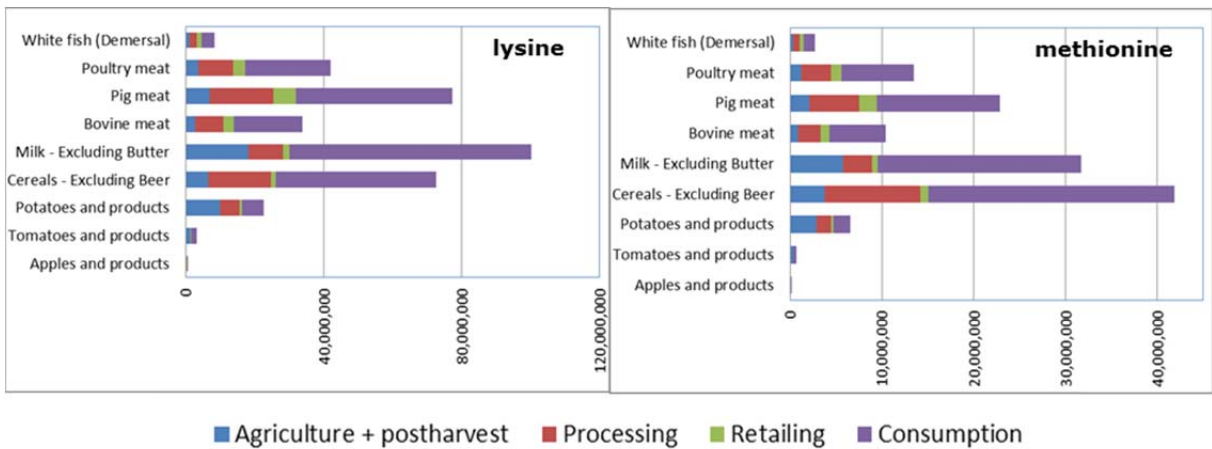 lysine
White fish (Demersal)
Poultry meat
Pig meat
Bovine meat
Milk - Excluding Butter
Cereals - Excluding Beer
Potatoes and products
Tomatoes and products
Apples and products
0
40,000,000
80,000,000
120,000,000
methionine
White fish (Demersal)
Poultry meat
Pig meat
Bovine meat
Milk - Excluding Butter
Cereals - Excluding Beer
Potatoes and products
Tomatoes and products
Apples and products
0
10,000,000
20,000,000
30,000,000
40,000,000
Agriculture + postharvest Processing Retailing Consumption